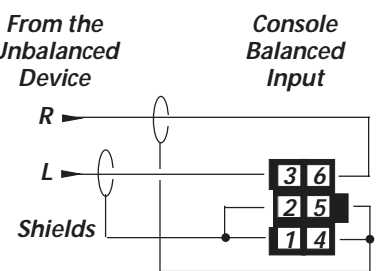 From the
Unbalanced
Device
Console
Balanced
Input
R
L
3 6
2 5
Shields
1 4